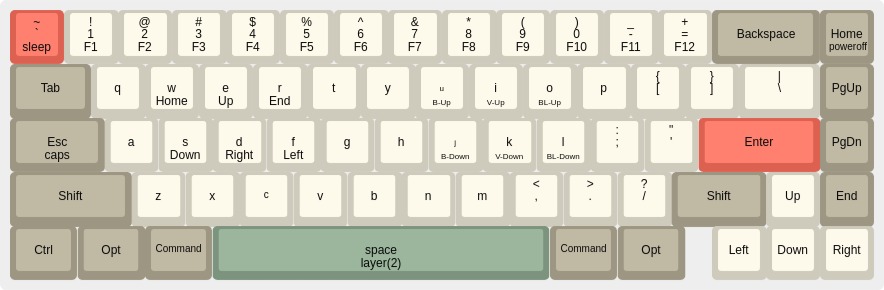 ~ ! @ # $ % ^ & * ( ) _ +
` 1 2 3 4 5 6 7 8 9 0 - = Backspace Home
sleep F1 F2 F3 F4 F5 F6 F7 F8 F9 F10 F11 F12 poweroff
{ } |
Tab q w e r t y u i o p [ ] \ PgUp
Home Up End B-Up V-Up BL-Up
: "
Esc a s d f g h j k l ; ' Enter PgDn
caps Down Right Left B-Down V-Down BL-Down
< > ?
Shift z x c v b n m , . / Shift Up End
Ctrl Opt Command space Command Opt Left Down Right
layer(2)